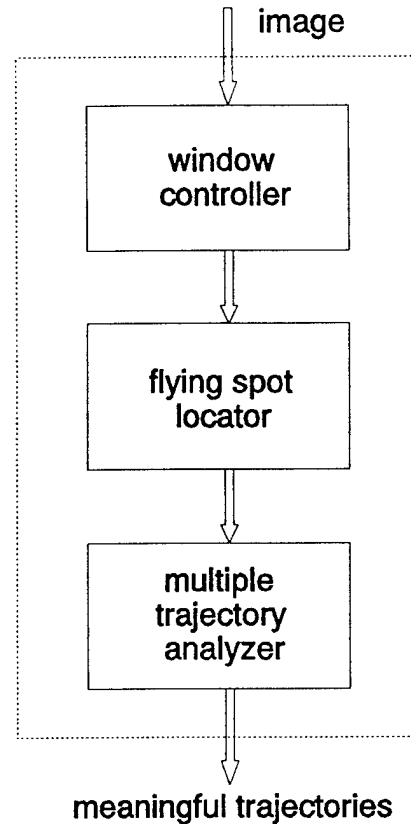 image
window
controller
flying spot
locator
multiple
trajectory
analyzer
meaningful trajectories